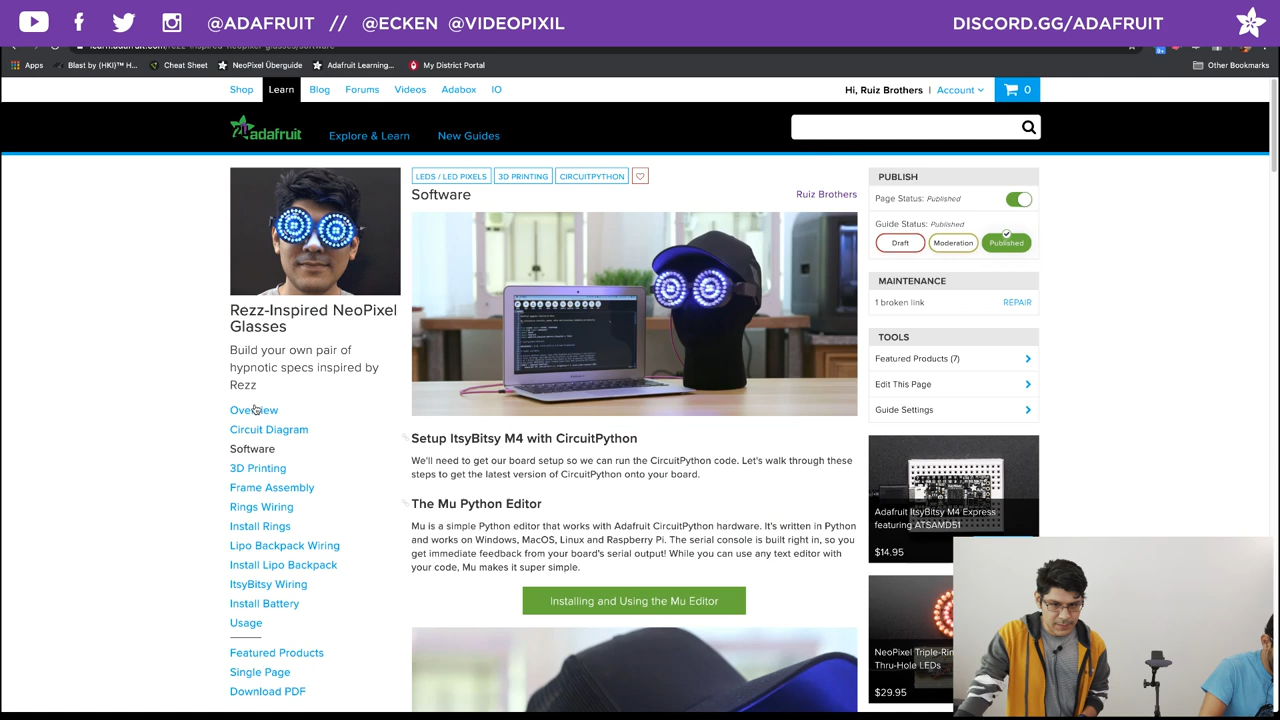 @ADAFRUIT // @ECKEN @VIDEOPIXIL
DISCORD.GG/ADAFRUIT
learn.adafruit.com/rezz-inspired-neopixel-glasses/software
Apps
Blast by {HKI}™ H...
Cheat Sheet
NeoPixel Überguide
Adafruit Learning...
My District Portal
Other Bookmarks
Shop
Learn
Blog
Forums
Videos
Adabox
IO
Hi, Ruiz Brothers | Account
0
adafruit
Explore & Learn
New Guides
Rezz-Inspired NeoPixel
Glasses
Build your own pair of
hypnotic specs inspired by
Rezz
Overview
Circuit Diagram
Software
3D Printing
Frame Assembly
Rings Wiring
Install Rings
Lipo Backpack Wiring
Install Lipo Backpack
ItsyBitsy Wiring
Install Battery
Usage
Featured Products
Single Page
Download PDF
LEDS / LED PIXELS
3D PRINTING
CIRCUITPYTHON
Software
Ruiz Brothers
Setup ItsyBitsy M4 with CircuitPython
We'll need to get our board setup so we can run the CircuitPython code. Let's walk through these
steps to get the latest version of CircuitPython onto your board.
The Mu Python Editor
Mu is a simple Python editor that works with Adafruit CircuitPython hardware. It's written in Python
and works on Windows, MacOS, Linux and Raspberry Pi. The serial console is built right in, so you
get immediate feedback from your board's serial output! While you can use any text editor with
your code, Mu makes it super simple.
Installing and Using the Mu Editor
PUBLISH
Page Status: Published
Guide Status: Published
Draft
Moderation
Published
MAINTENANCE
1 broken link
REPAIR
TOOLS
Featured Products (7)
Edit This Page
Guide Settings
Adafruit ItsyBitsy M4 Express
featuring ATSAMD51
$14.95
NeoPixel Triple-Rin
Thru-Hole LEDs
$29.95